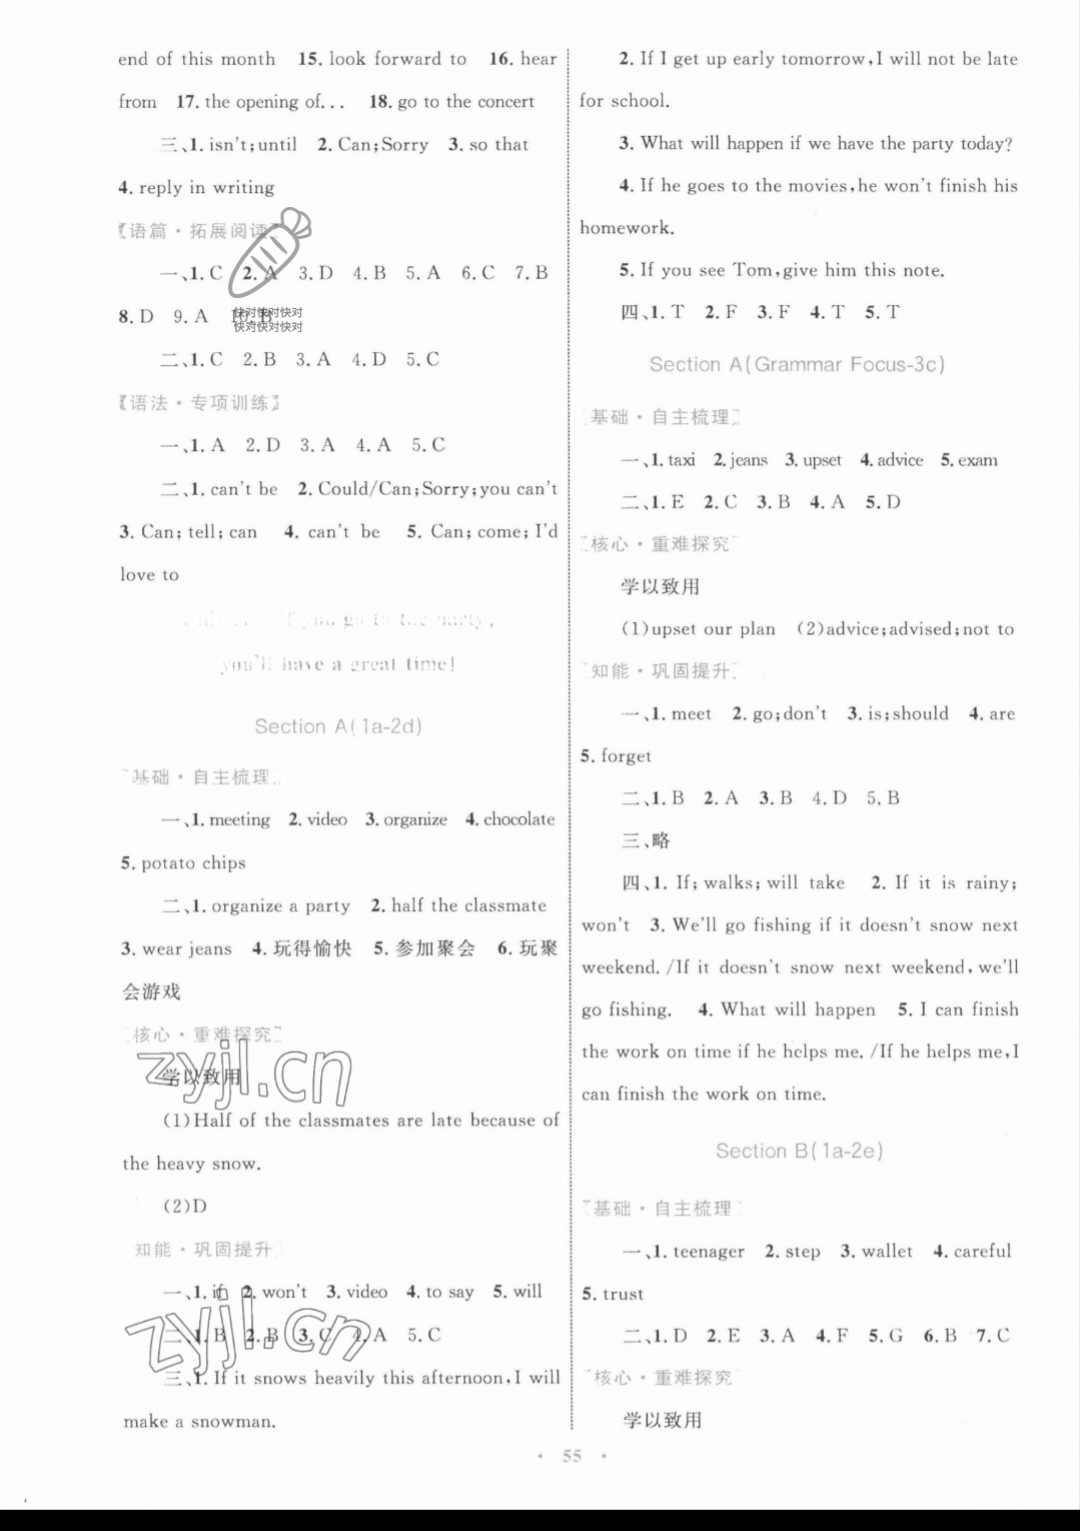 end of this month 15. look forward to 16. hear
from 17. the opening of... 18. go to the concert
三、1. isn't; until 2. Can; Sorry 3. so that
4. reply in writing
【语篇·拓展阅读】
一、1. C 2. A 3. D 4. B 5. A 6. C 7. B
8. D 9. A 10. B
快对快对快对
快对快对快对
二、1. C 2. B 3. A 4. D 5. C
【语法·专项训练】
一、1. A 2. D 3. A 4. A 5. C
二、1. can't be 2. Could/Can; Sorry; you can't
3. Can; tell; can 4. can't be 5. Can; come; I'd
love to
If you go to the party,
you'll have a great time!
Section A(1a-2d)
【基础·自主梳理】
一、1. meeting 2. video 3. organize 4. chocolate
5. potato chips
二、1. organize a party 2. half the classmate
3. wear jeans 4. 玩得愉快 5. 参加聚会 6. 玩聚
会游戏
【核心·重难探究】
学以致用
zyjl.cn
(1)Half of the classmates are late because of
the heavy snow.
(2)D
知能·巩固提升
一、1. if 2. won't 3. video 4. to say 5. will
二、1. B 2. B 3. C 4. A 5. C
zyjl.cn
三、1. If it snows heavily this afternoon, I will
make a snowman.
2. If I get up early tomorrow, I will not be late
for school.
3. What will happen if we have the party today?
4. If he goes to the movies, he won't finish his
homework.
5. If you see Tom, give him this note.
四、1. T 2. F 3. F 4. T 5. T
Section A(Grammar Focus-3c)
【基础·自主梳理】
一、1. taxi 2. jeans 3. upset 4. advice 5. exam
二、1. E 2. C 3. B 4. A 5. D
【核心·重难探究】
学以致用
(1)upset our plan (2)advice; advised; not to
【知能·巩固提升】
一、1. meet 2. go; don't 3. is; should 4. are
5. forget
二、1. B 2. A 3. B 4. D 5. B
三、略
四、1. If; walks; will take 2. If it is rainy;
won't 3. We'll go fishing if it doesn't snow next
weekend. /If it doesn't snow next weekend, we'll
go fishing. 4. What will happen 5. I can finish
the work on time if he helps me. /If he helps me, I
can finish the work on time.
Section B(1a-2e)
【基础·自主梳理】
一、1. teenager 2. step 3. wallet 4. careful
5. trust
二、1. D 2. E 3. A 4. F 5. G 6. B 7. C
【核心·重难探究】
学以致用
· 55 ·